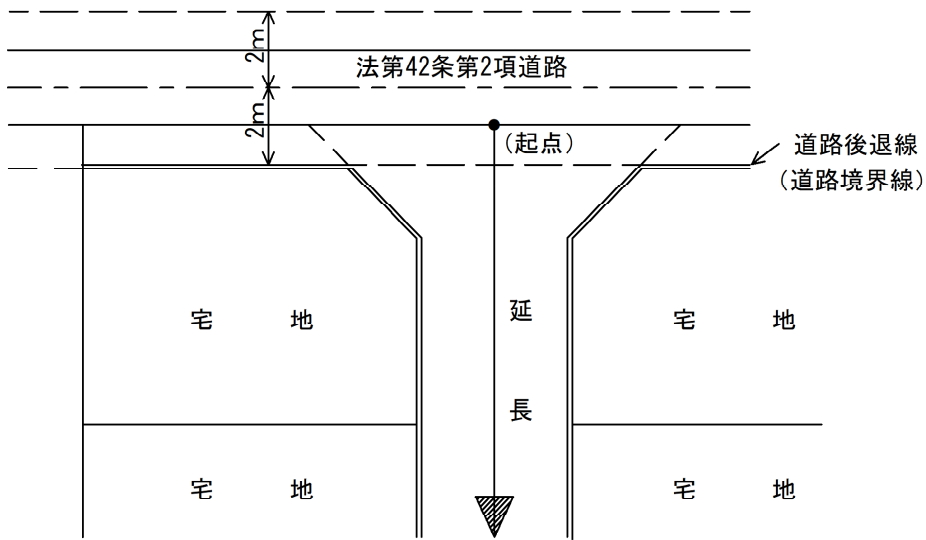 2m
法第42条第2項道路
2m
(起点)
道路後退線
(道路境界線)
延長
宅地
宅地
宅地
宅地